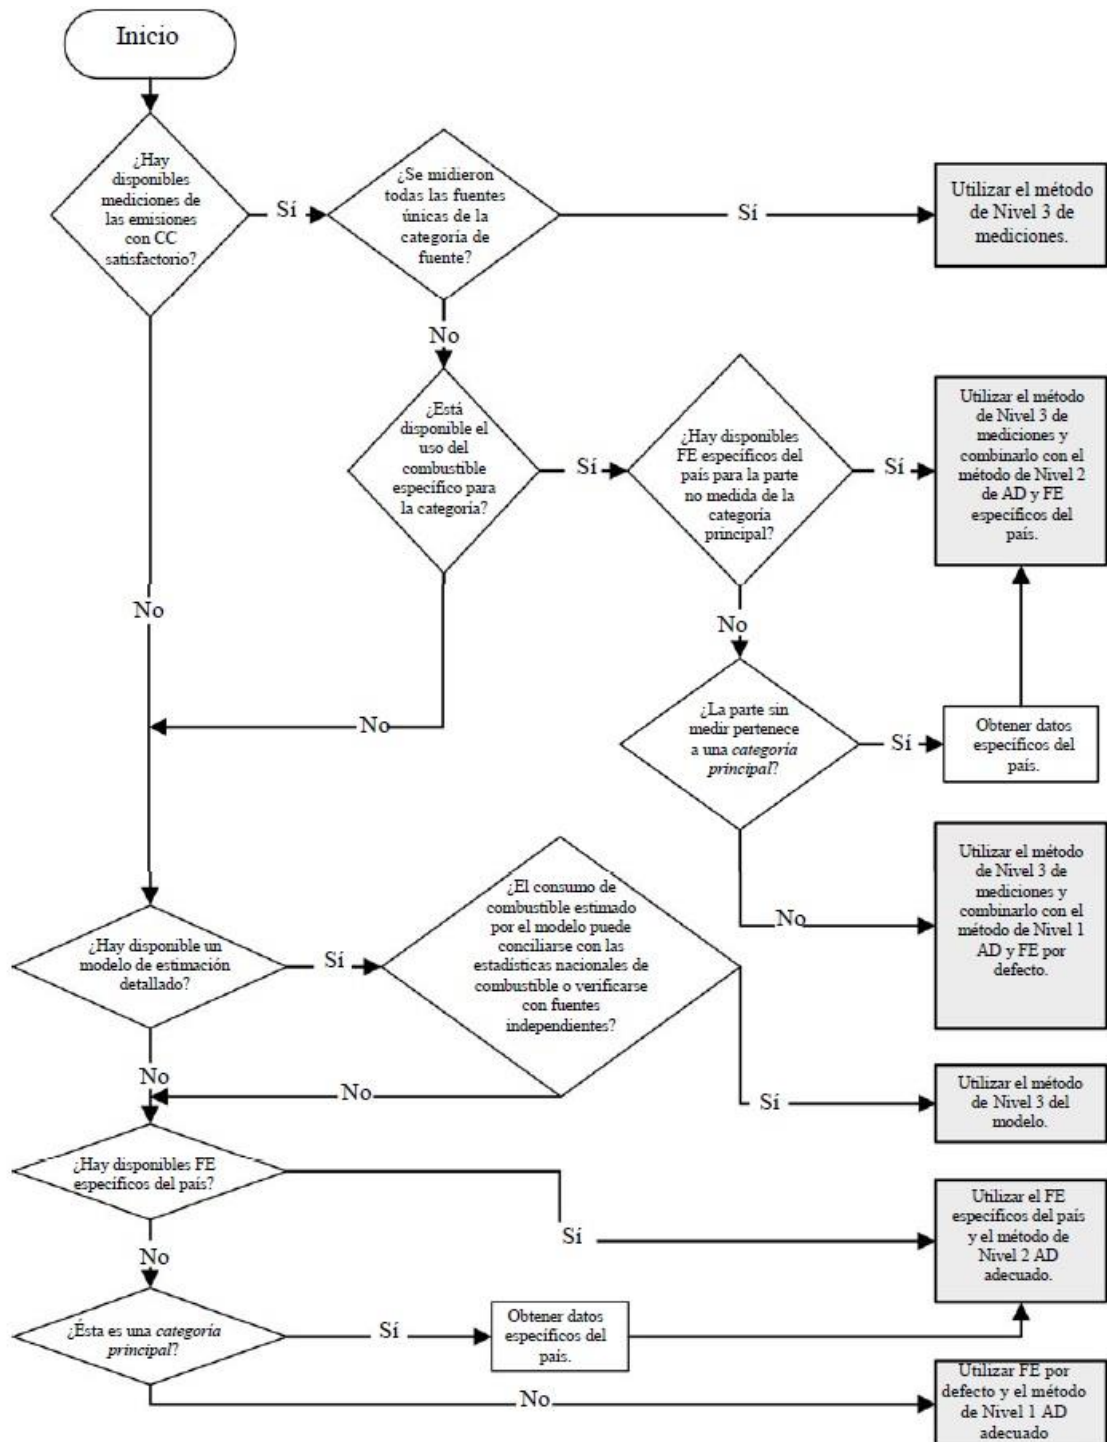 Inicio
¿Hay
disponibles
mediciones de
las emisiones
con CC
satisfactorio?
Sí
¿Se midieron
todas las fuentes
únicas de la
categoría de
fuente?
Sí
Utilizar el método
de Nivel 3 de
mediciones.
No
¿Está
disponible el
uso del
combustible
específico para
la categoría?
Sí
¿Hay disponibles
FE específicos del
país para la parte
no medida de la
categoría
principal?
Sí
Utilizar el método
de Nivel 3 de
mediciones y
combinarlo con el
método de Nivel 2
de AD y FE
específicos del
país.
No
No
No
¿La parte sin
medir pertenece
a una categoría
principal?
Sí
Obtener datos
específicos del
país.
No
Utilizar el método
de Nivel 3 de
mediciones y
combinarlo con el
método de Nivel 1
AD y FE por
defecto.
¿Hay disponible un
modelo de estimación
detallado?
Sí
¿El consumo de
combustible estimado
por el modelo puede
conciliarse con las
estadísticas nacionales de
combustible o verificarse
con fuentes
independientes?
No
No
Sí
Utilizar el método
de Nivel 3 del
modelo.
¿Hay disponibles FE
específicos del país?
Sí
Utilizar el FE
específicos del país
y el método de
Nivel 2 AD
adecuado.
No
¿Ésta es una categoría
principal?
Sí
Obtener datos
específicos del
país.
No
Utilizar FE por
defecto y el método
de Nivel 1 AD
adecuado